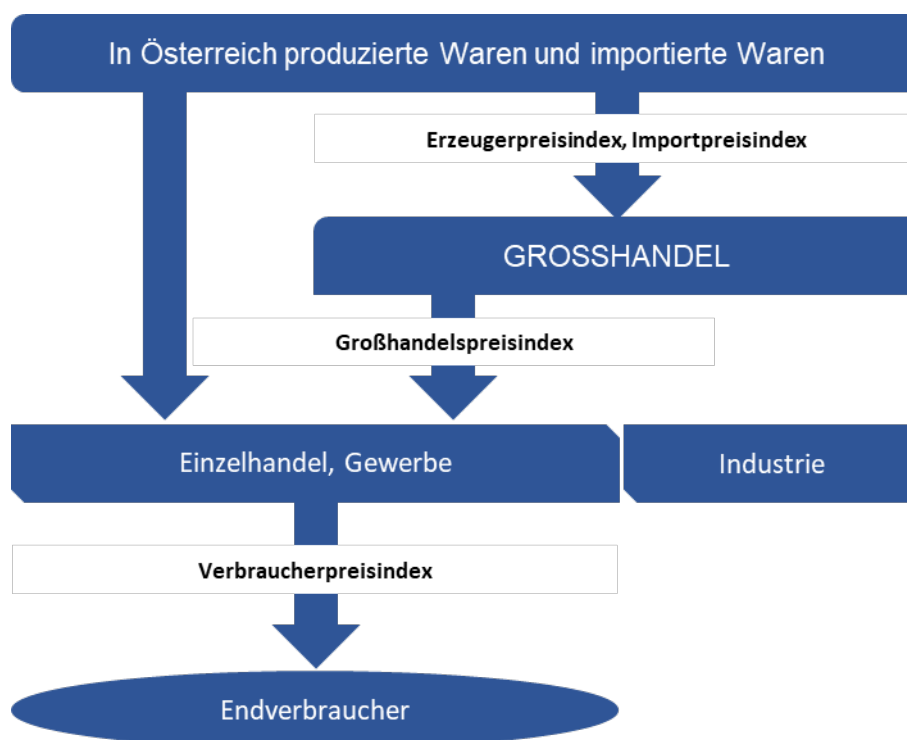 In Österreich produzierte Waren und importierte Waren
Erzeugerpreisindex, Importpreisindex
GROSSHANDEL
Großhandelspreisindex
Einzelhandel, Gewerbe
Industrie
Verbraucherpreisindex
Endverbraucher